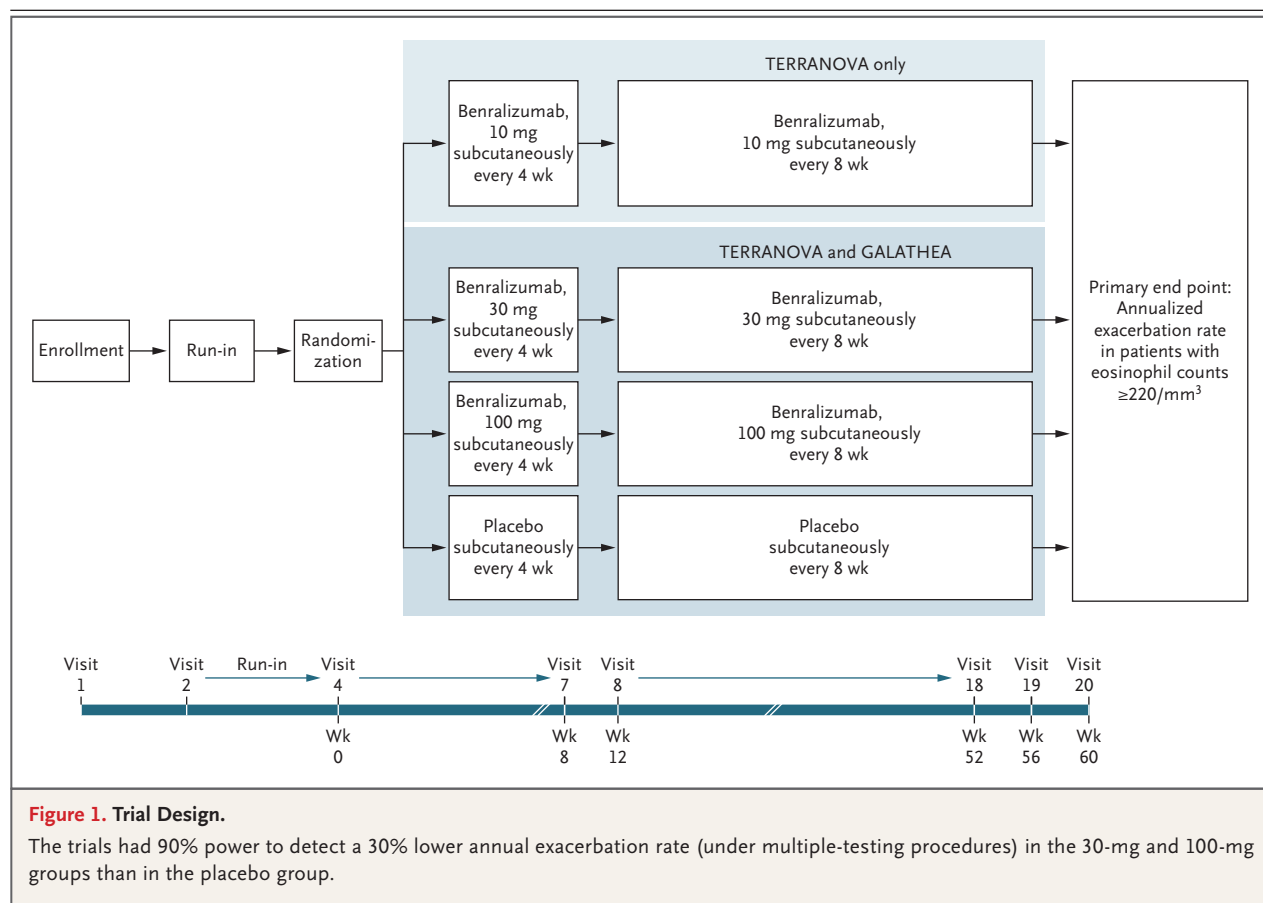 TERRANOVA only
Benralizumab,
10 mg
subcutaneously
every 4 wk
Benralizumab,
10 mg subcutaneously
every 8 wk
TERRANOVA and GALATHEA
Enrollment
Run-in
Randomi-
zation
Benralizumab,
30 mg
subcutaneously
every 4 wk
Benralizumab,
30 mg subcutaneously
every 8 wk
Benralizumab,
100 mg
subcutaneously
every 4 wk
Benralizumab,
100 mg subcutaneously
every 8 wk
Placebo
subcutaneously
every 4 wk
Placebo
subcutaneously
every 8 wk
Primary end point:
Annualized
exacerbation rate
in patients with
eosinophil counts
≥220/mm³
Visit
1
Visit
2
Run-in
Visit
4
Visit
7
Visit
8
Visit
18
Visit
19
Visit
20
Wk
0
Wk
8
Wk
12
Wk
52
Wk
56
Wk
60
Figure 1. Trial Design.
The trials had 90% power to detect a 30% lower annual exacerbation rate (under multiple-testing procedures) in the 30-mg and 100-mg
groups than in the placebo group.